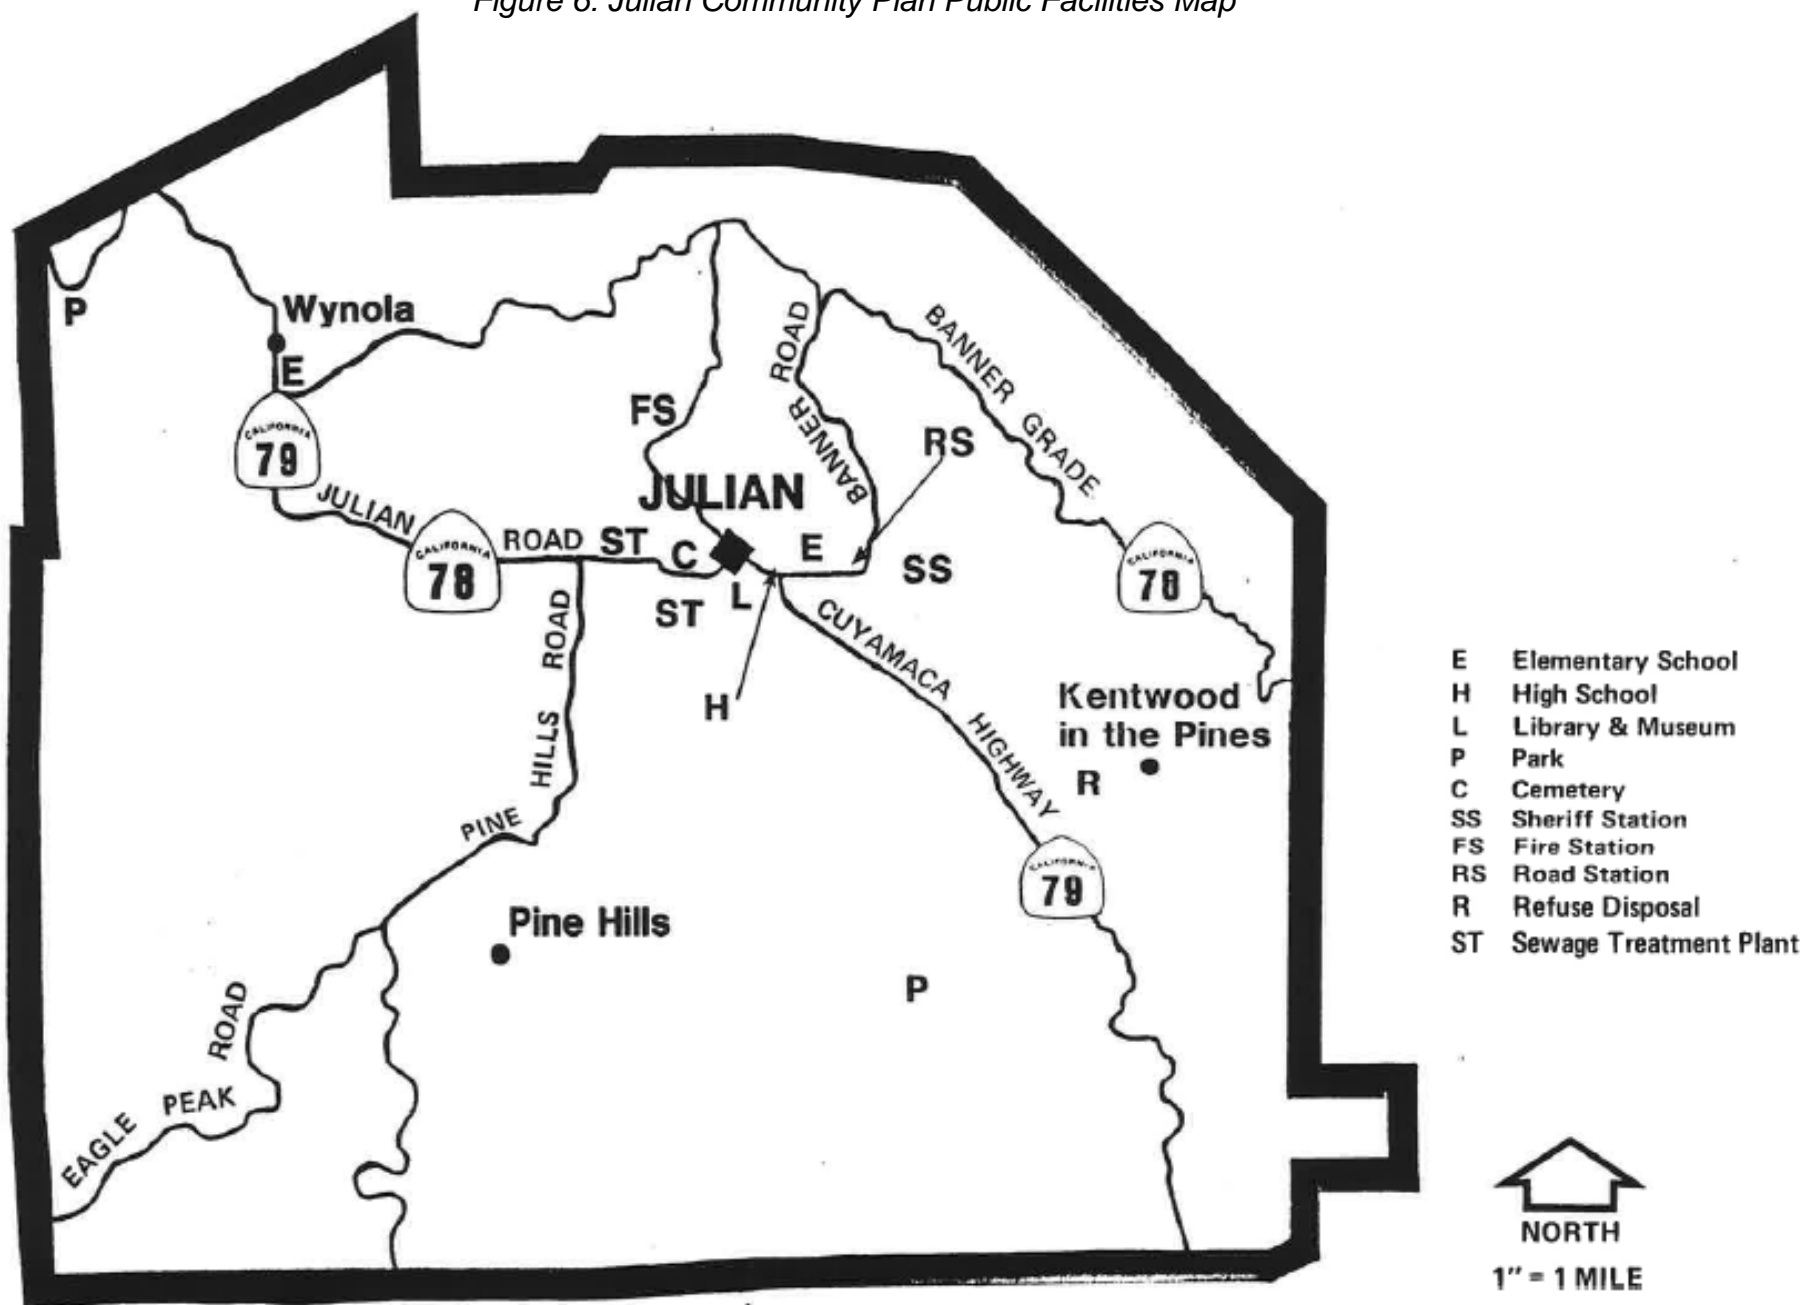 Figure 6. Julian Community Plan Public Facilities Map
P
Wynola
E
CALIFORNIA
79
JULIAN
CALIFORNIA
78
ROAD
ST
C
ST
L
H
FS
JULIAN
E
BANNER
ROAD
RS
SS
BANNER GRADE
CALIFORNIA
78
CUYAMACA
HIGHWAY
CALIFORNIA
79
Kentwood
in the Pines
R
PINE
HILLS
ROAD
Pine Hills
P
EAGLE
PEAK
ROAD
E Elementary School
H High School
L Library & Museum
P Park
C Cemetery
SS Sheriff Station
FS Fire Station
RS Road Station
R Refuse Disposal
ST Sewage Treatment Plant
NORTH
1" = 1 MILE